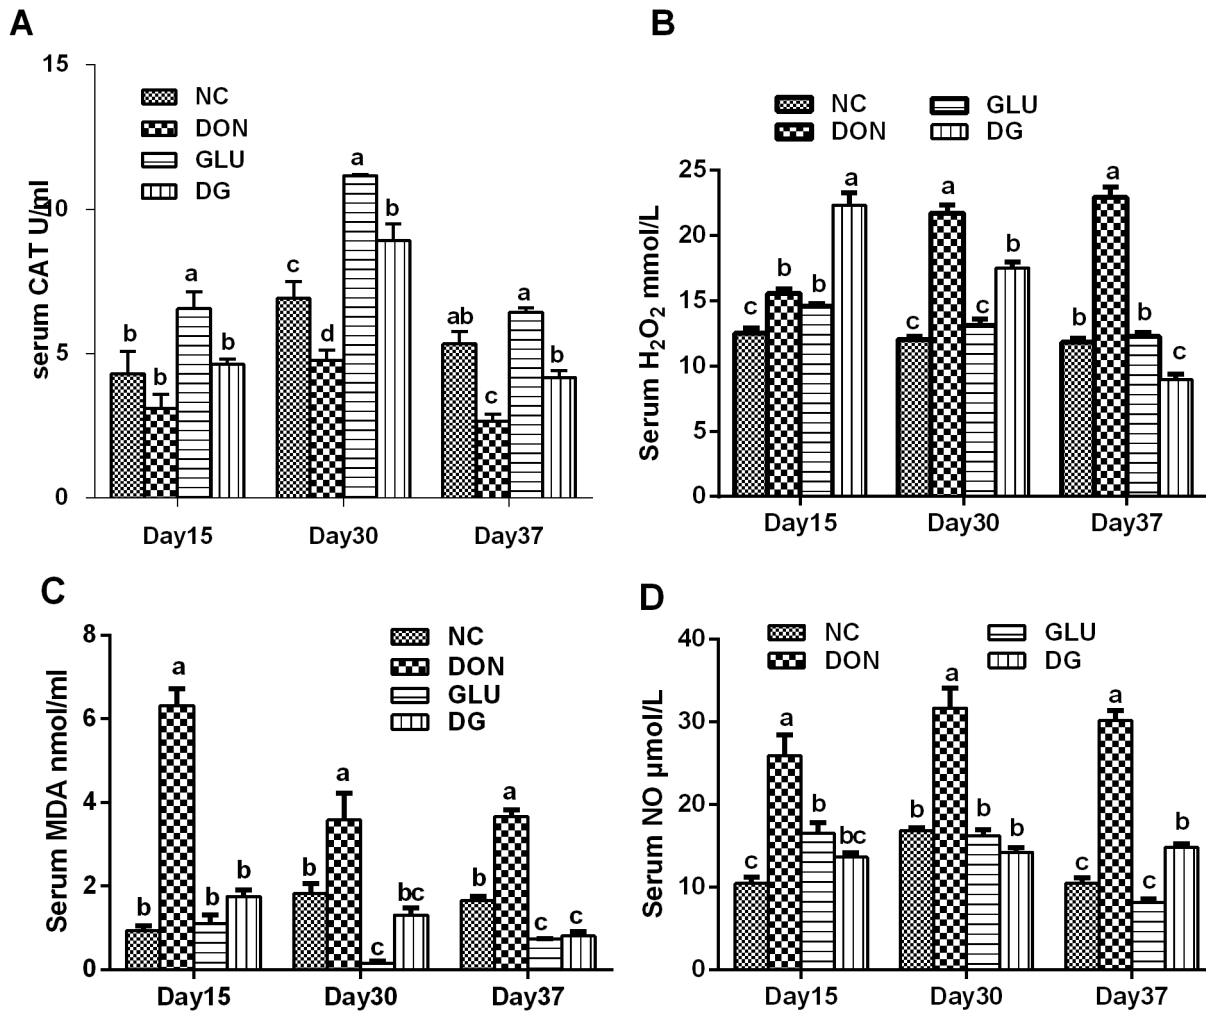 A
serum CAT U/ml
15
10
5
0
NC
DON
GLU
DG
b
b
a
b
c
d
a
b
ab
c
a
b
Day15
Day30
Day37
B
Serum H2O2 mmol/L
25
20
15
10
5
0
NC
DON
GLU
DG
c
b
b
a
c
a
c
b
b
a
b
c
Day15
Day30
Day37
C
Serum MDA nmol/ml
8
6
4
2
0
NC
DON
GLU
DG
b
a
b
b
b
a
c
bc
b
a
c
c
Day15
Day30
Day37
D
Serum NO µmol/L
40
30
20
10
0
NC
DON
GLU
DG
c
a
b
bc
b
a
b
b
c
a
c
b
Day15
Day30
Day37